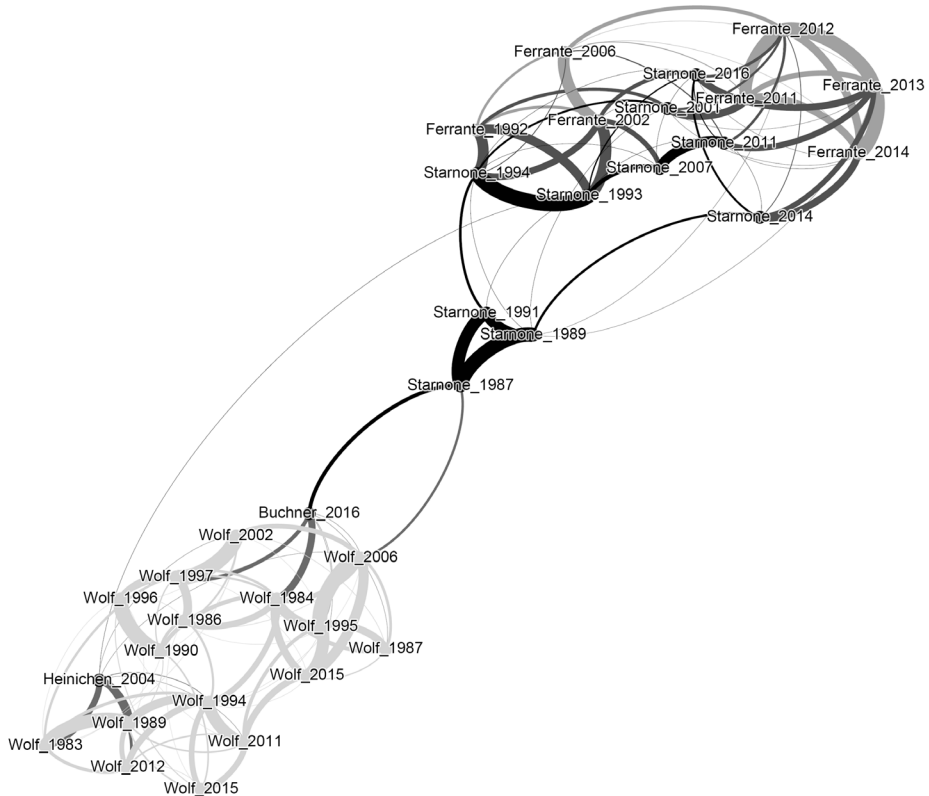 Ferrante_2012
Ferrante_2006
Starnone_2016
Ferrante_2013
Ferrante_2011
Starnone_2001
Ferrante_2002
Ferrante_1992
Starnone_2011
Ferrante_2014
Starnone_2007
Starnone_1994
Starnone_1993
Starnone_2014
Starnone_1991
Starnone_1989
Starnone_1987
Buchner_2016
Wolf_2002
Wolf_2006
Wolf_1997
Wolf_1996
Wolf_1984
Wolf_1986
Wolf_1995
Wolf_1990
Wolf_1987
Wolf_2015
Heinichen_2004
Wolf_1994
Wolf_1989
Wolf_1983
Wolf_2011
Wolf_2012
Wolf_2015